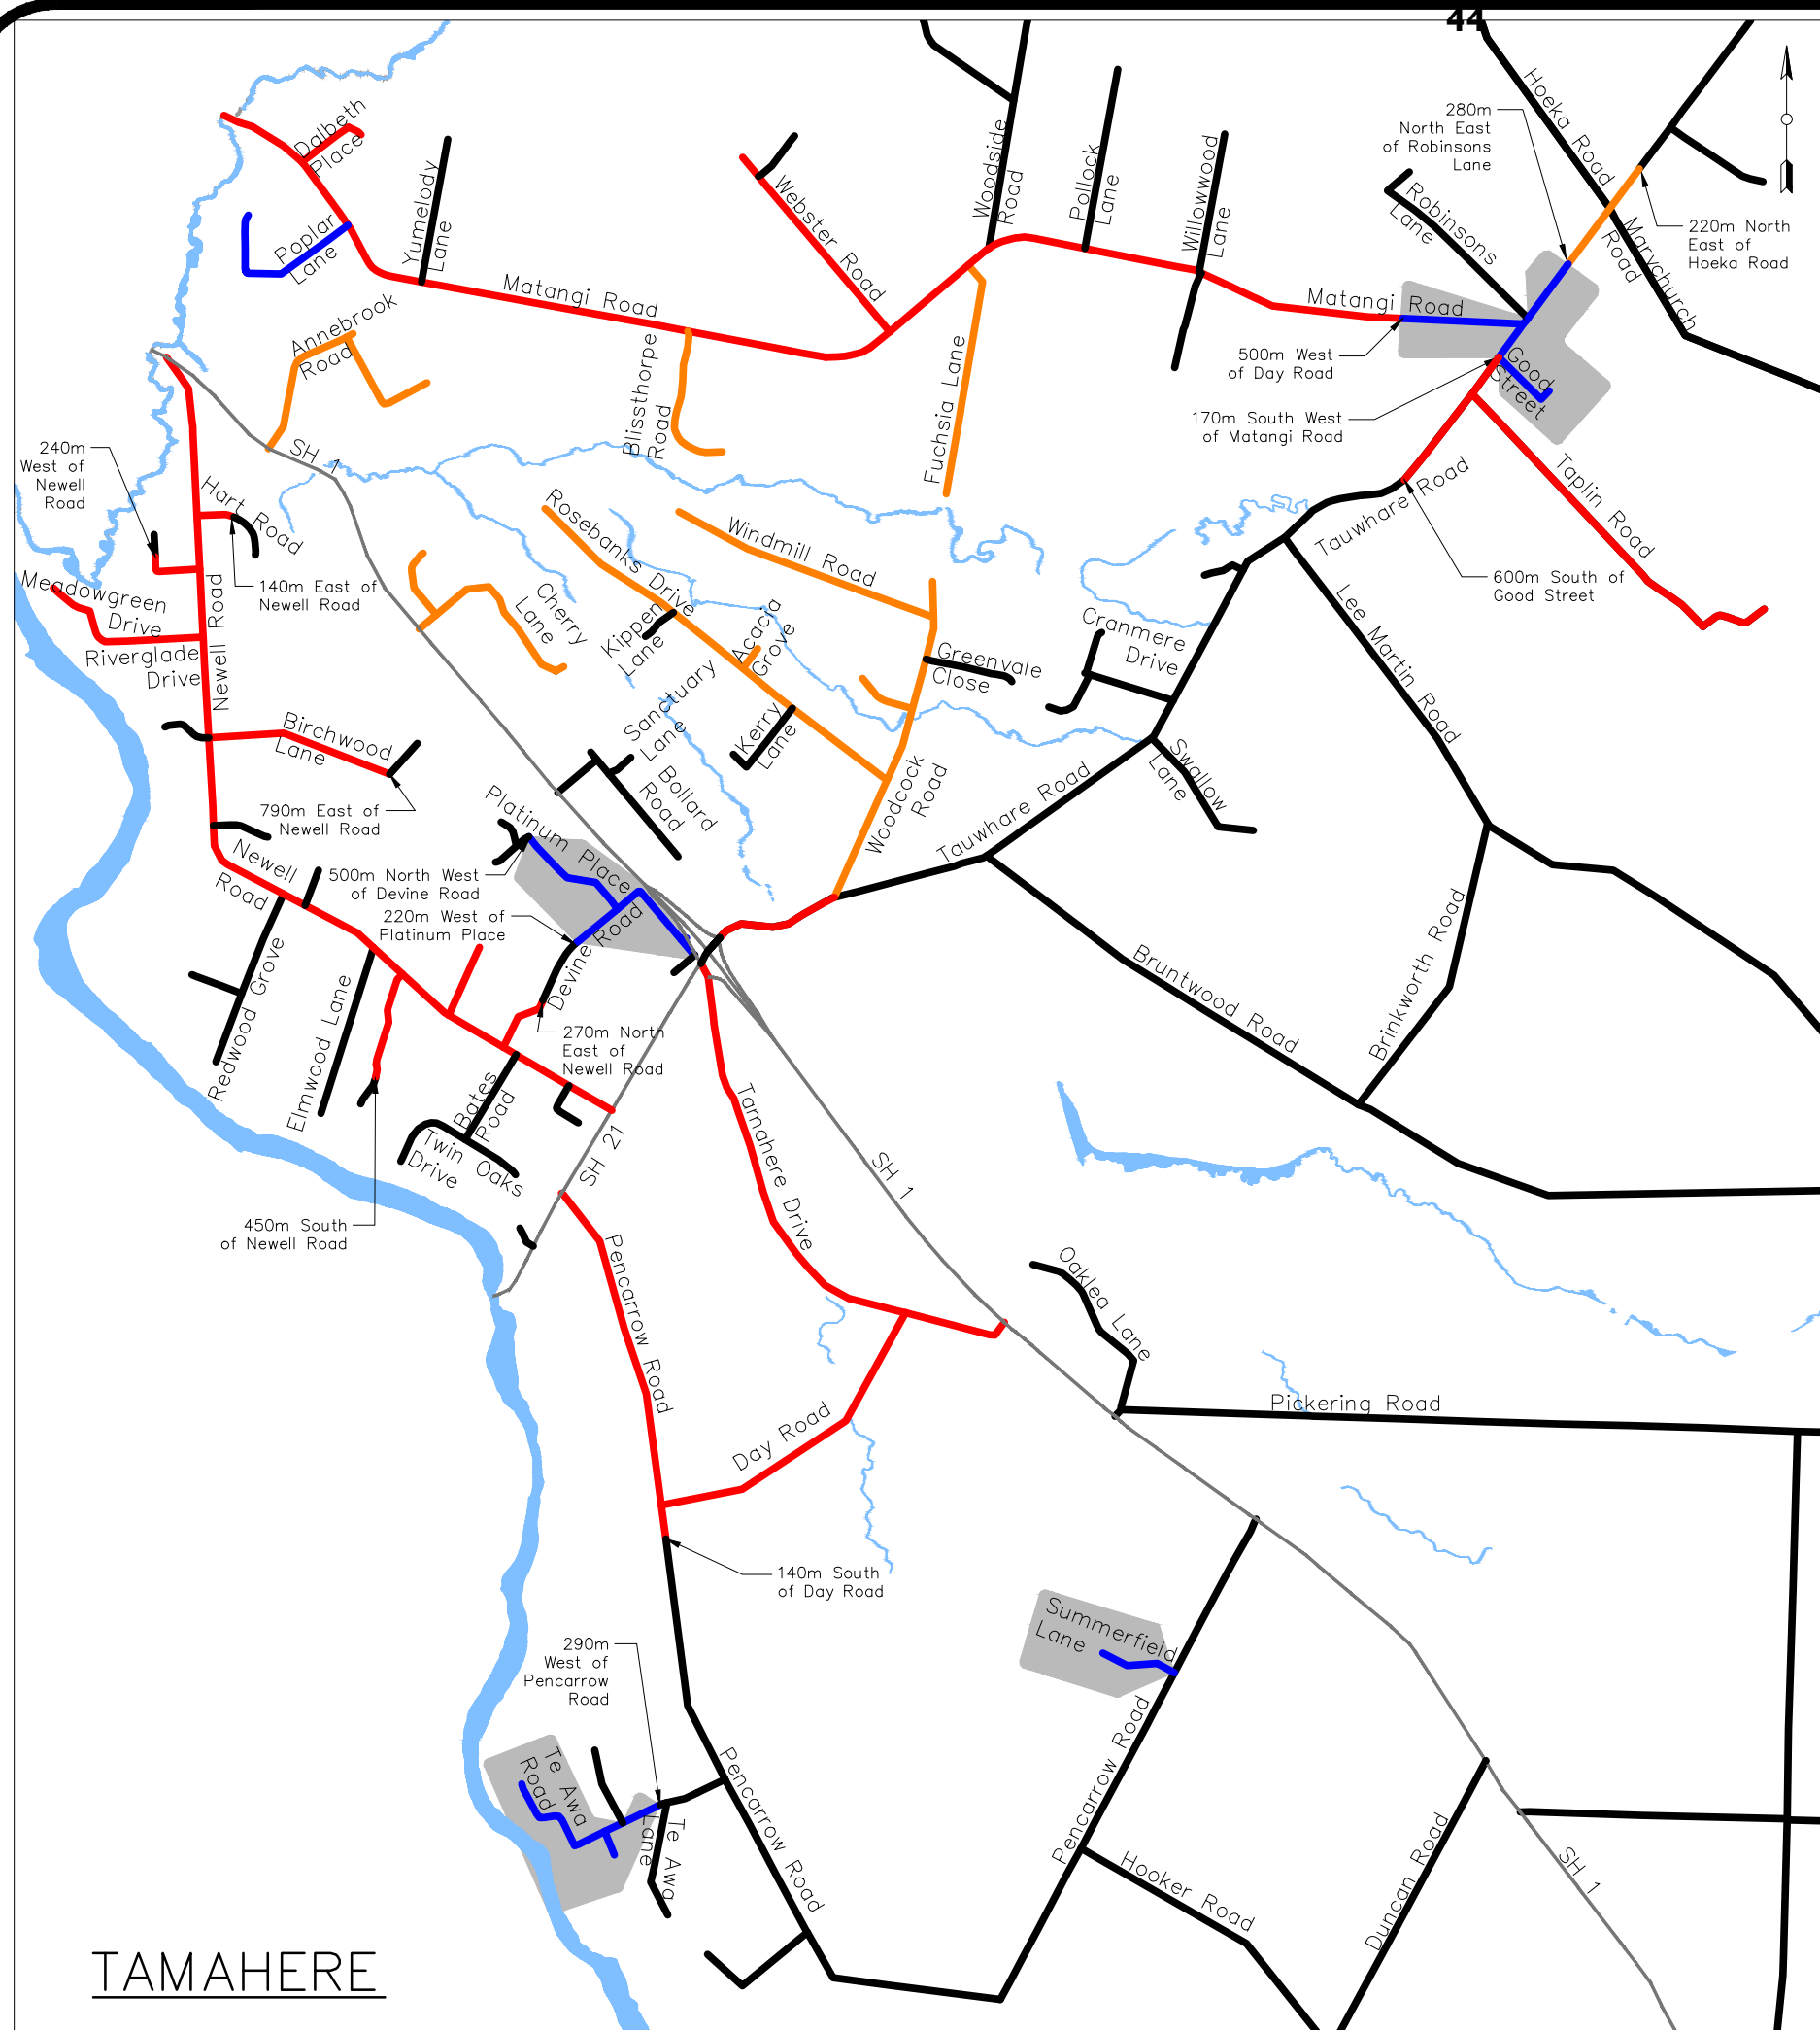 44
Dalbeth
Place
Hoeka Road
280m
North East
of Robinsons
Lane
Yumelody
Lane
Woodside
Road
Pollock
Lane
Willowwood
Lane
Webster Road
Robinsons
Lane
Poplar
Lane
Marychurch
Road
220m North
East of
Hoeka Road
Matangi Road
Matangi Road
Annebrook
Road
Blissthorpe
Road
Fuchsia Lane
500m West
of Day Road
Good
Street
170m South West
of Matangi Road
SH 1
240m
West of
Newell
Road
Hart Road
Rosebanks Drive
Windmill Road
Tauwhare Road
Taplin Road
140m East of
Newell Road
600m South of
Good Street
Meadowgreen
Drive
Newell Road
Cherry
Lane
Kippen
Lane
Acacia
Grove
Cranmere
Drive
Lee Martin Road
Riverglade
Drive
Greenvale
Close
Sanctuary
Lane
Birchwood
Lane
Kerry
Lane
Swallow
Lane
790m East of
Newell Road
Bollard
Road
Woodcock
Road
Tauwhare Road
Platinum Place
Newell
Road
500m North West
of Devine Road
220m West of
Platinum Place
Devine Road
Redwood Grove
Elmwood Lane
Bruntwood Road
Brinkworth Road
270m North
East of
Newell Road
Bates
Road
Twin Oaks
Drive
Tamahere Drive
SH 21
SH 1
450m South
of Newell Road
Pencarrow Road
Oaklea Lane
Day Road
Pickering Road
140m South
of Day Road
Summerfield
Lane
290m
West of
Pencarrow
Road
Te Awa
Road
Te Awa
Lane
Pencarrow Road
Pencarrow Road
Hooker Road
Duncan Road
SH 1
TAMAHERE